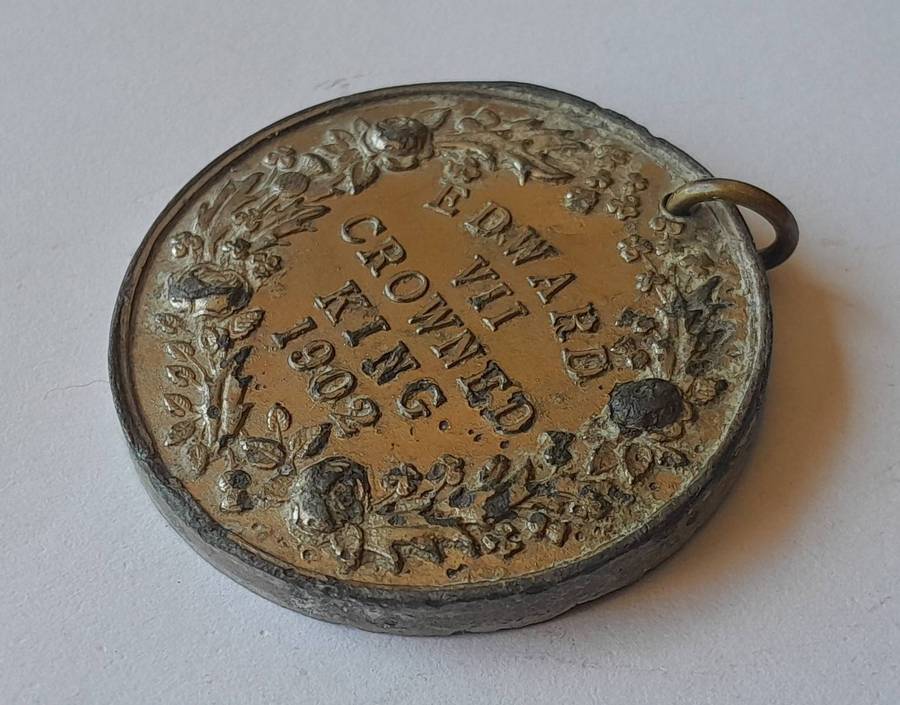 EDWARD
VII
CROWNED
KING
1902